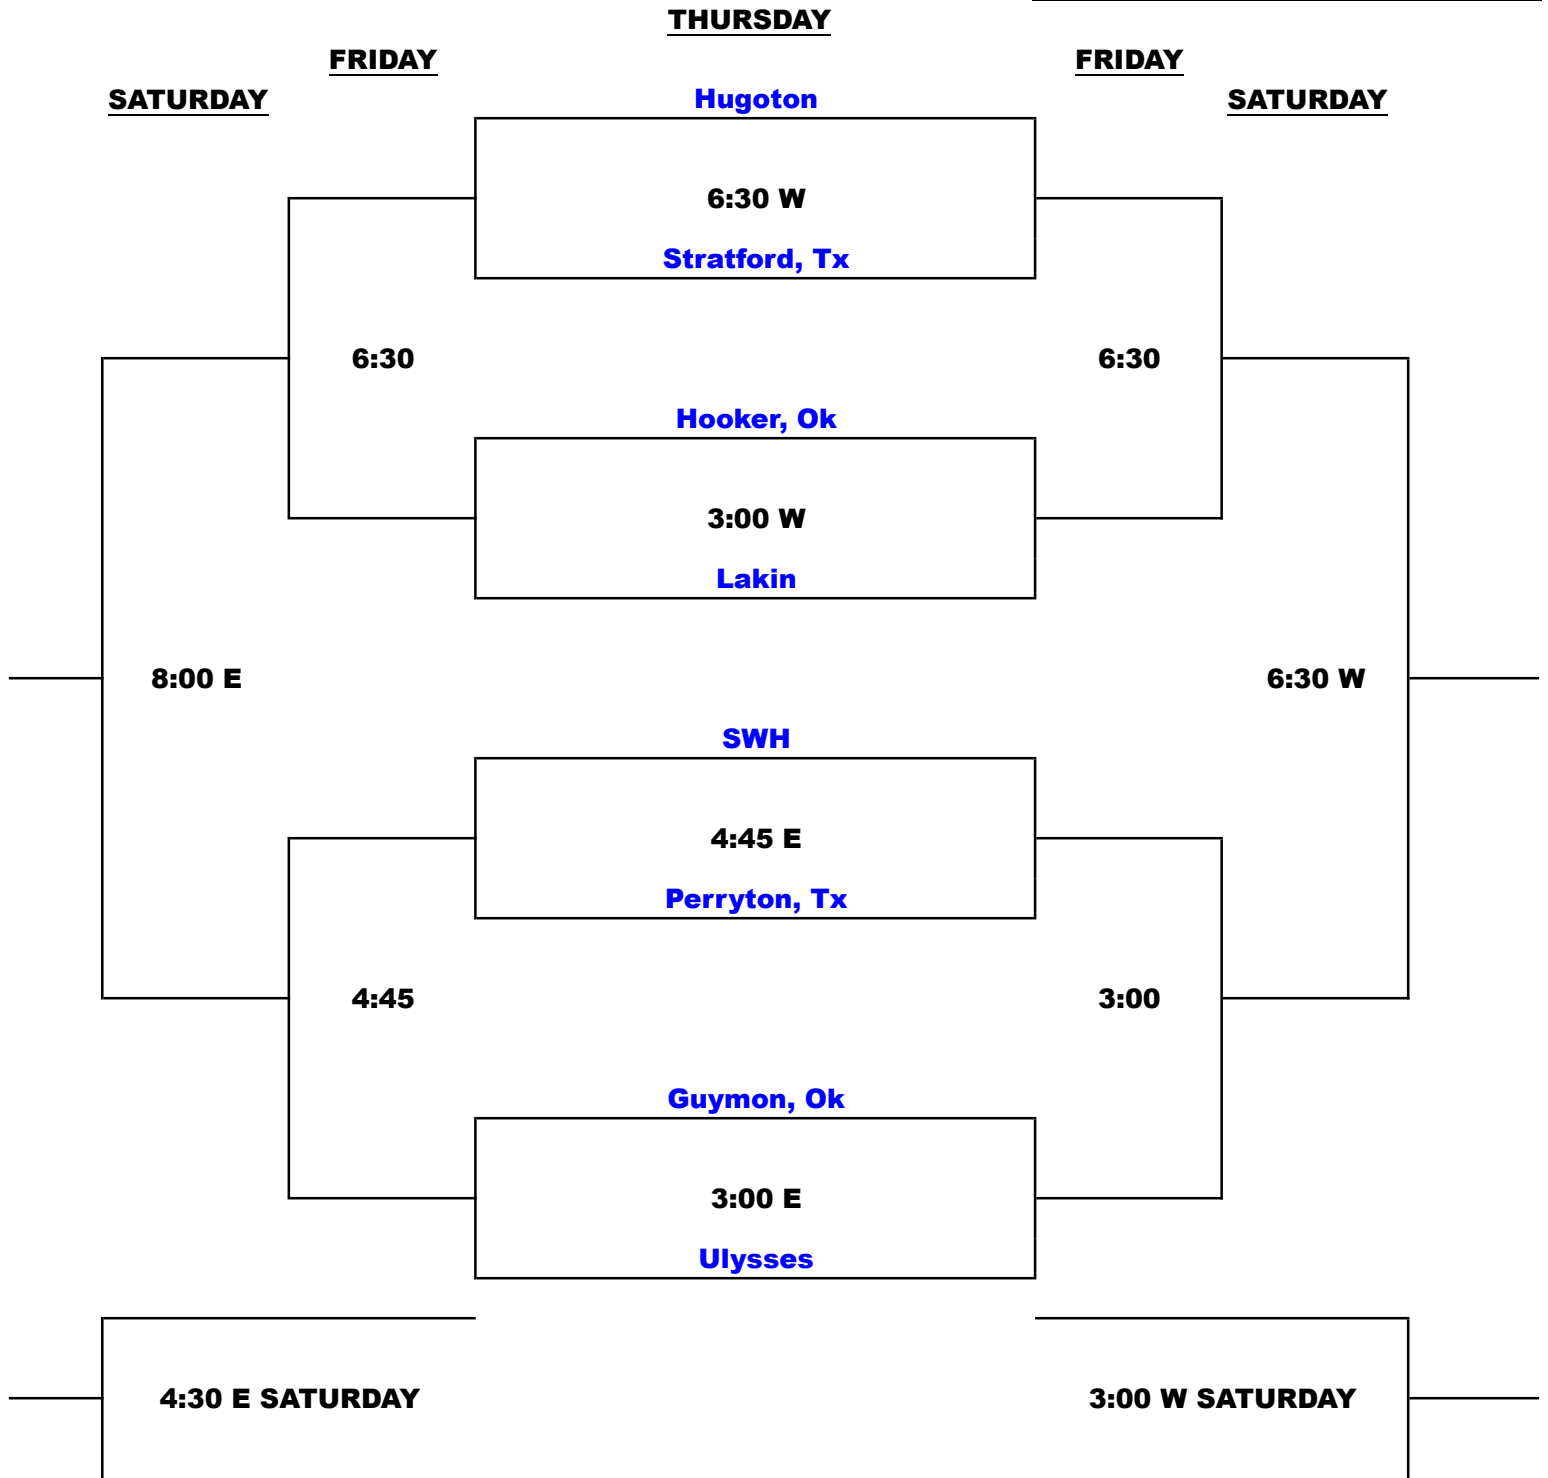 THURSDAY
FRIDAY FRIDAY
SATURDAY Hugoton SATURDAY
6:30 W
Stratford, Tx
6:30 6:30
Hooker, Ok
3:00 W
Lakin
8:00 E 6:30 W
SWH
4:45 E
Perryton, Tx
4:45 3:00
Guymon, Ok
3:00 E
Ulysses
4:30 E SATURDAY 3:00 W SATURDAY